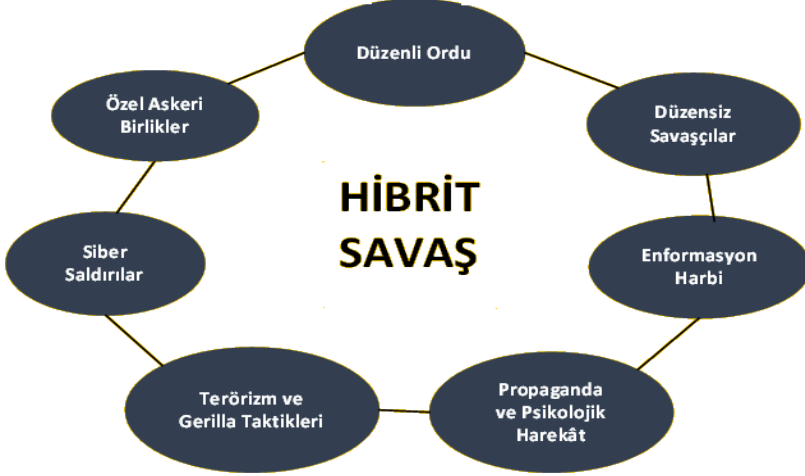 Düzenli Ordu
Özel Askeri
Birlikler
Düzensiz
Savaşçılar
HİBRİT
SAVAŞ
Siber
Saldırılar
Enformasyon
Harbi
Terörizm ve
Gerilla Taktikleri
Propaganda
ve Psikolojik
Harekât